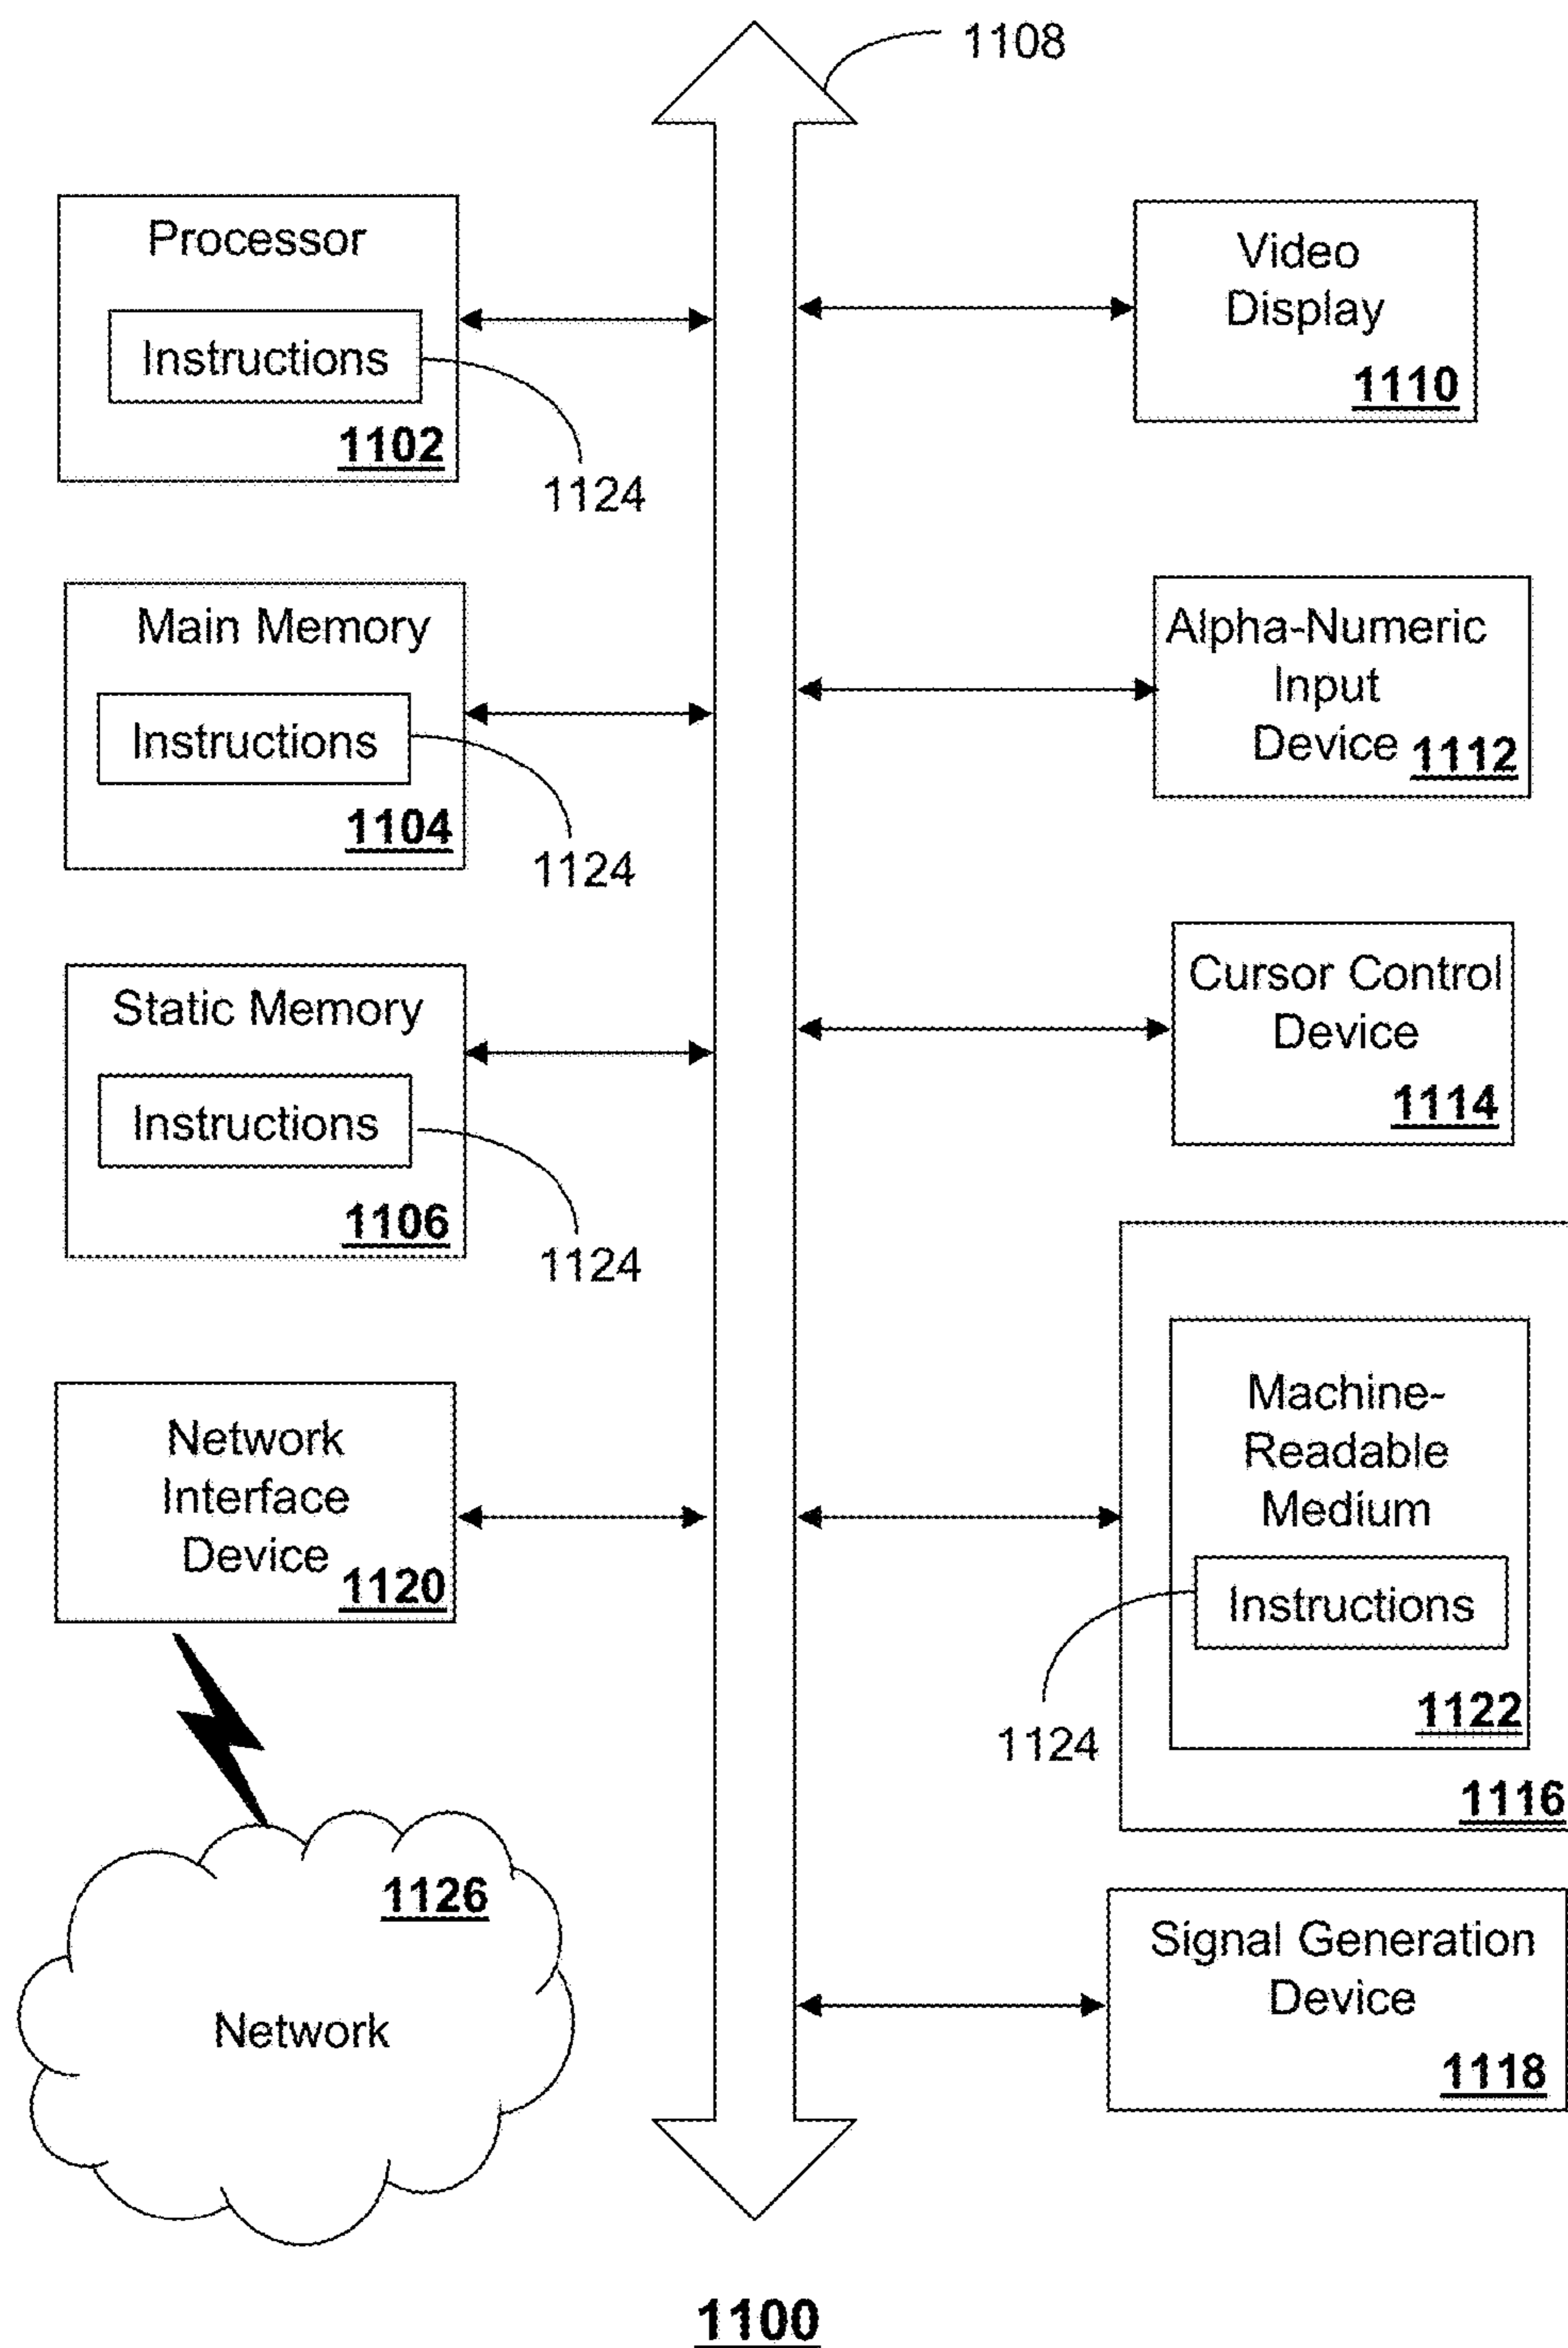 1108
Processor
Instructions
1102
1124
Main Memory
Instructions
1104
1124
Static Memory
Instructions
1106
1124
Network
Interface
Device
1120
1126
Network
Video
Display
1110
Alpha-Numeric
Input
Device 1112
Cursor Control
Device
1114
Machine-
Readable
Medium
Instructions
1122
1124
1116
Signal Generation
Device
1118
1100